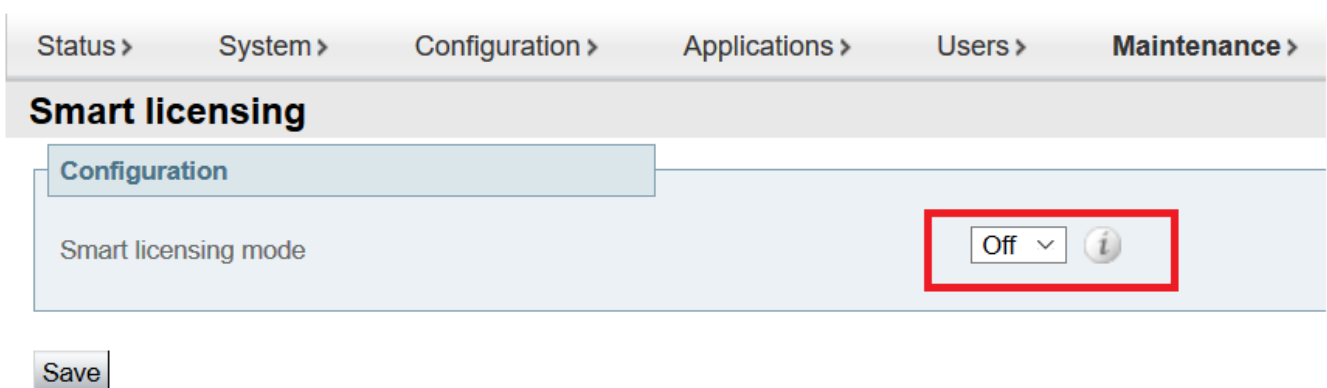 Status › System › Configuration › Applications › Users › Maintenance ›
Smart licensing
Configuration
Smart licensing mode Off i
Save